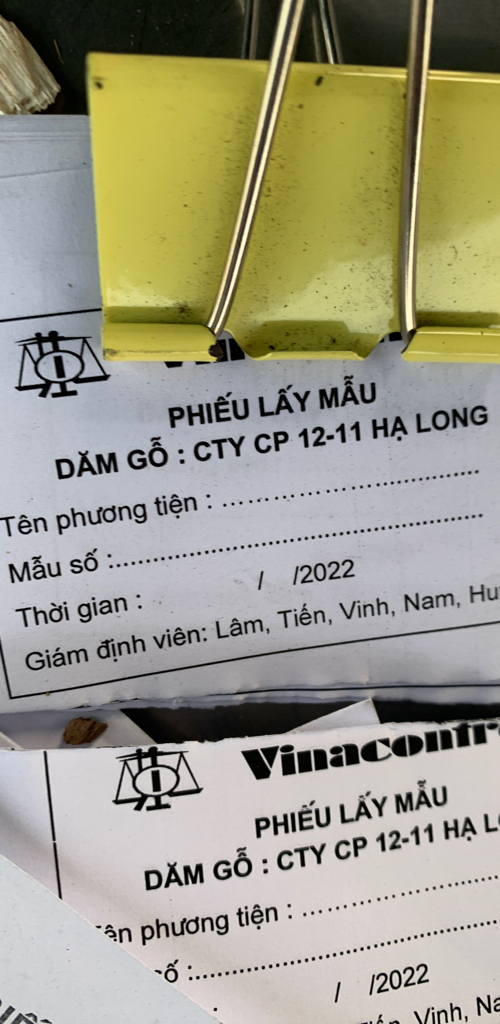 PHIẾU LẤY MẪU
DĂM GỖ : CTY CP 12-11 HẠ LONG
Tên phương tiện : ............................................
Mẫu số :............................................................
Thời gian : / /2022
Giám định viên: Lâm, Tiến, Vinh, Nam,
Vinacontr
PHIẾU LẤY MẪU
DĂM GỖ : CTY CP 12-11 HẠ
ên phương tiện : ..............................
số :..................................................
/ /2022
Vinh,